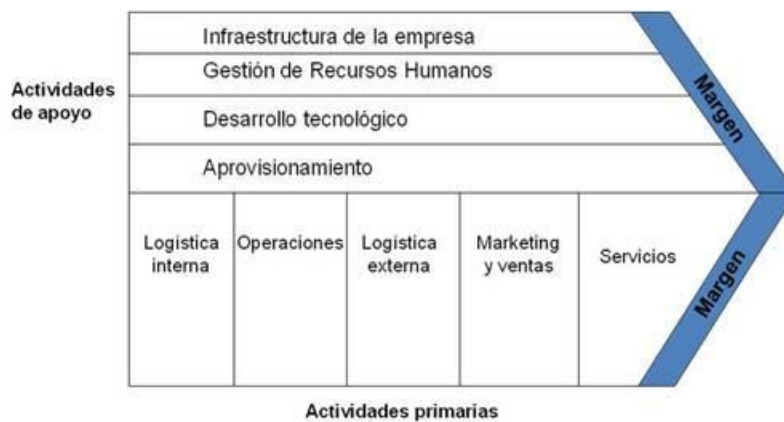 Infraestructura de la empresa
Gestión de Recursos Humanos
Actividades
de apoyo
Desarrollo tecnológico
Aprovisionamiento
Margen
Logística
interna
Operaciones
Logística
externa
Marketing
y ventas
Servicios
Margen
Actividades primarias